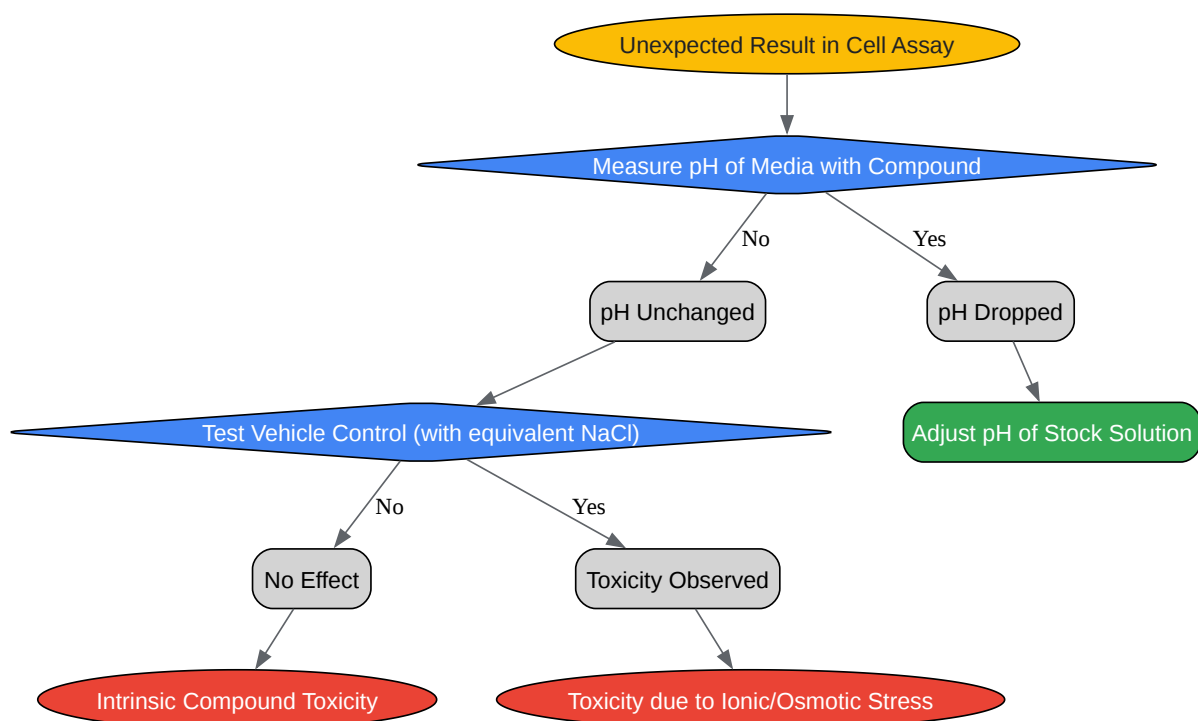 Unexpected Result in Cell Assay
Measure pH of Media with Compound
No
Yes
pH Unchanged
pH Dropped
Test Vehicle Control (with equivalent NaCl)
Adjust pH of Stock Solution
No
Yes
No Effect
Toxicity Observed
Intrinsic Compound Toxicity
Toxicity due to Ionic/Osmotic Stress